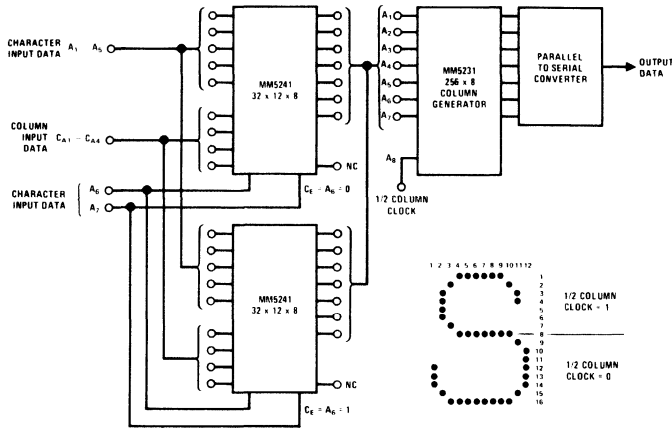 CHARACTER
INPUT DATA
A₁ A₅
COLUMN
INPUT
DATA
C_A1 – C_A4
CHARACTER
INPUT DATA
A₆
A₇
MM5241
32 x 12 x 8
NC
C_E = A₆ = 0
MM5241
32 x 12 x 8
NC
C_E = A₆ = 1
A₁
A₂
A₃
A₄
A₅
A₆
A₇
A₈
1/2 COLUMN
CLOCK
MM5231
256 x 8
COLUMN
GENERATOR
PARALLEL
TO SERIAL
CONVERTER
OUTPUT
DATA
1 2 3 4 5 6 7 8 9 10 11 12
1
2
3
4
5
6
7
8
9
10
11
12
13
14
15
16
1/2 COLUMN
CLOCK = 1
1/2 COLUMN
CLOCK = 0